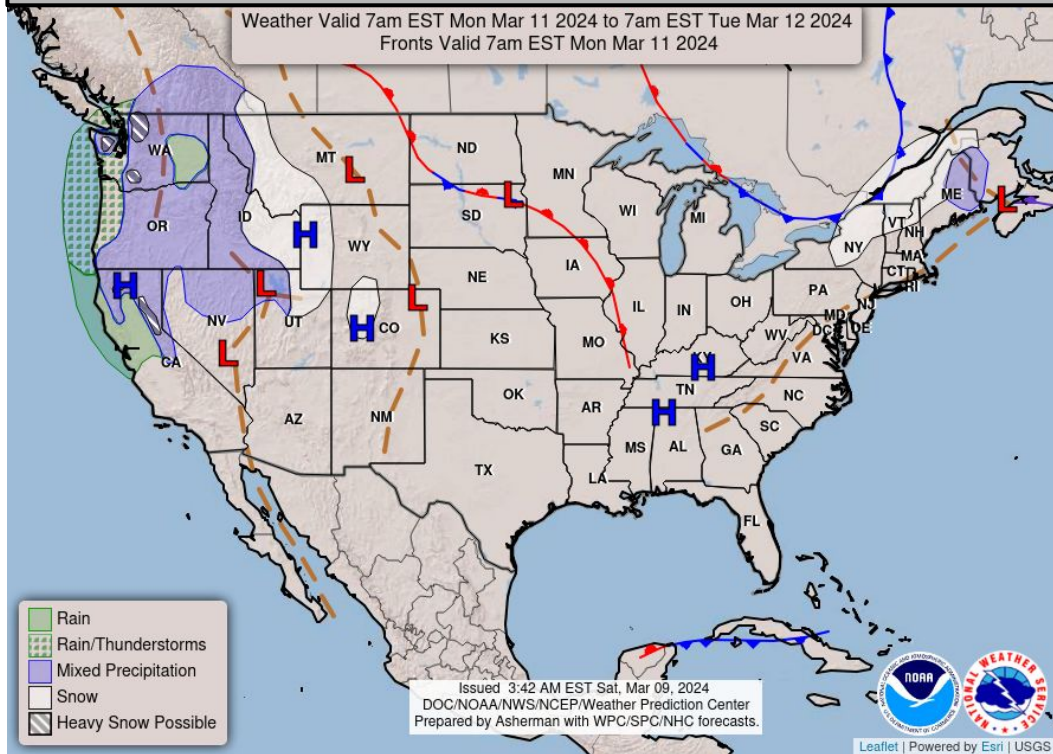 Weather Valid 7am EST Mon Mar 11 2024 to 7am EST Tue Mar 12 2024
Fronts Valid 7am EST Mon Mar 11 2024
WA
MT
ND
MN
ME
OR
ID
L
L
L
SD
WI
MI
VT
NH
NY
MA
CT
RI
H
WY
H
L
L
NE
IA
PA
NJ
NV
UT
H
CO
IL
IN
OH
MD
DE
DC
WV
VA
L
CA
KS
MO
KY
H
AZ
NM
OK
AR
TN
H
NC
SC
TX
MS
AL
GA
LA
FL
Rain
Rain/Thunderstorms
Mixed Precipitation
Snow
Heavy Snow Possible
Issued 3:42 AM EST Sat, Mar 09, 2024
DOC/NOAA/NWS/NCEP/Weather Prediction Center
Prepared by Asherman with WPC/SPC/NHC forecasts.
NOAA
NATIONAL WEATHER SERVICE
Leaflet | Powered by Esri | USGS